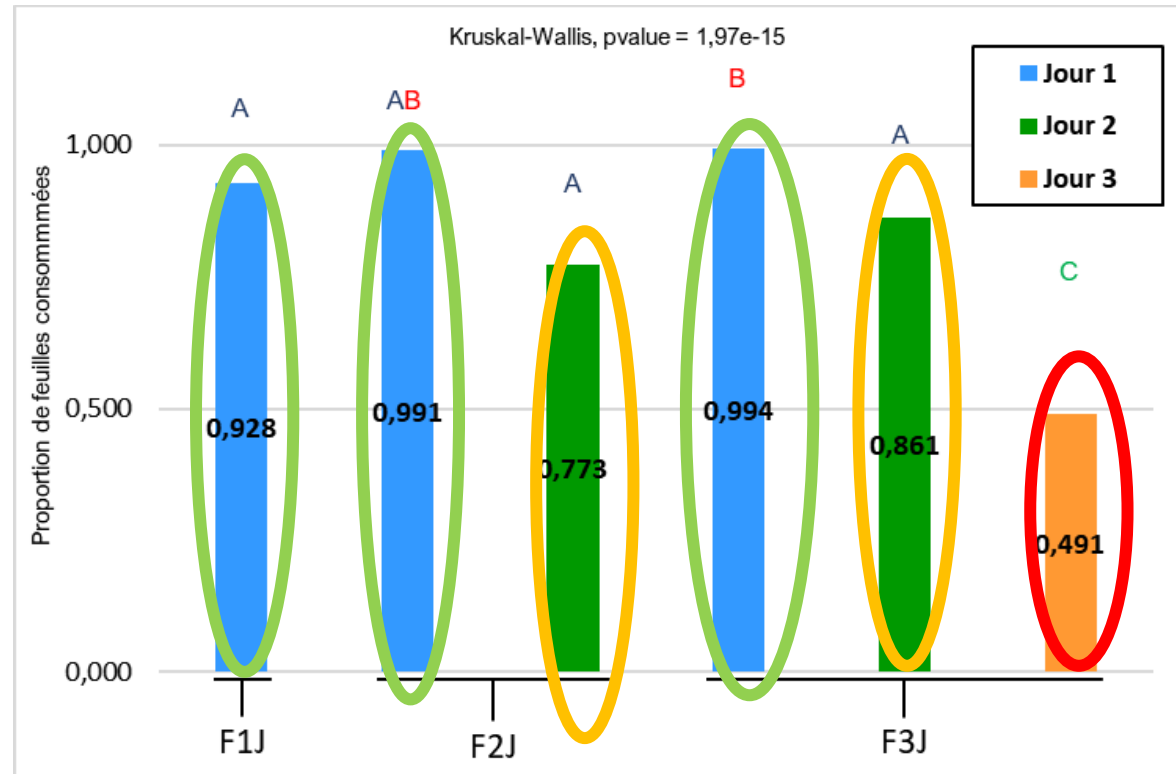 Kruskal-Wallis, pvalue = 1,97e-15
Jour 1
Jour 2
Jour 3
Proportion de feuilles consommmées
1,000
0,500
0,000
A
AB
A
B
A
C
0,928
0,991
0,773
0,994
0,861
0,491
F1J
F2J
F3J